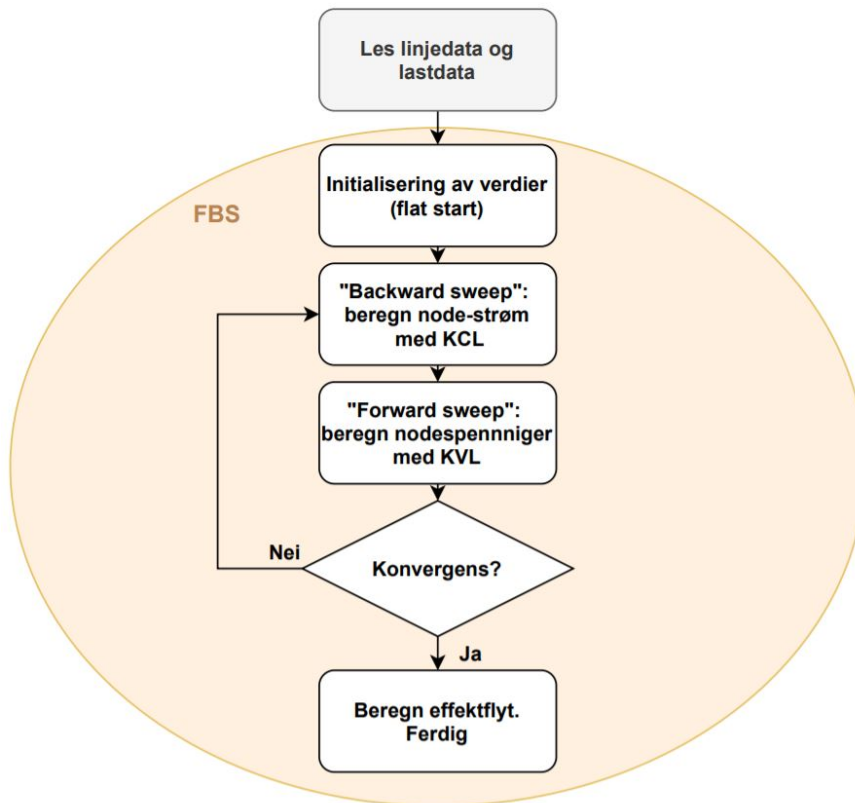 Les linjedata og
lastdata
Initialisering av verdier
(flat start)
FBS
"Backward sweep":
beregn node-strøm
med KCL
"Forward sweep":
beregn nodespennniger
med KVL
Nei
Konvergens?
Ja
Beregn effektflyt.
Ferdig